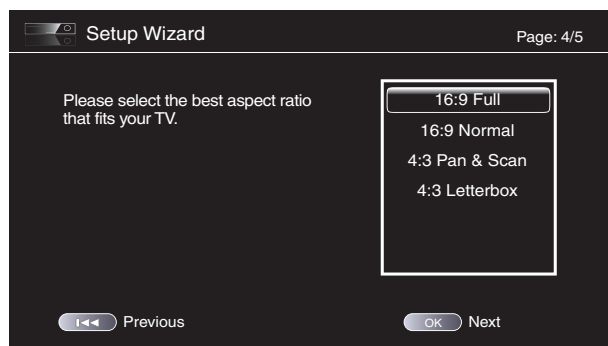 Setup Wizard
Page: 4/5
Please select the best aspect ratio
that fits your TV.
16:9 Full
16:9 Normal
4:3 Pan & Scan
4:3 Letterbox
Previous
OK Next